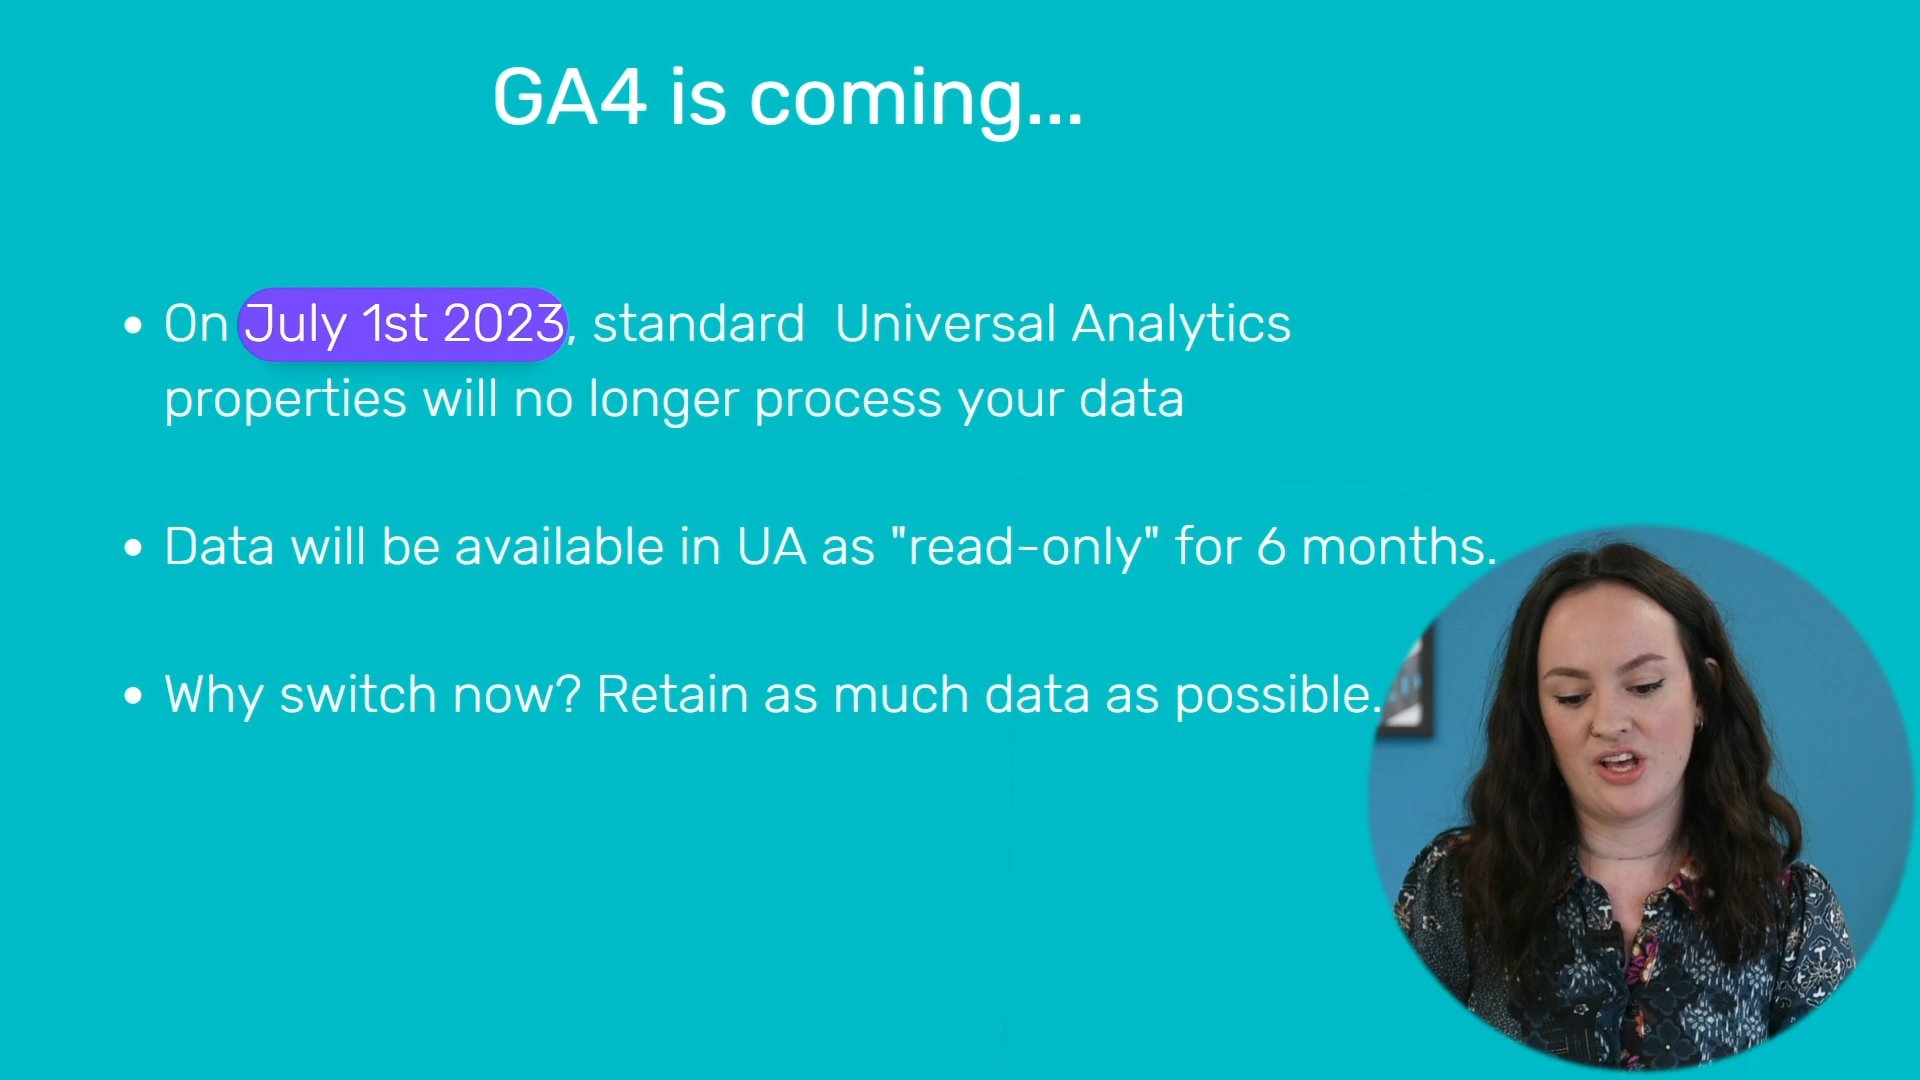 GA4 is coming...
• On July 1st 2023, standard  Universal Analytics
properties will no longer process your data
• Data will be available in UA as "read-only" for 6 months.
• Why switch now? Retain as much data as possible.